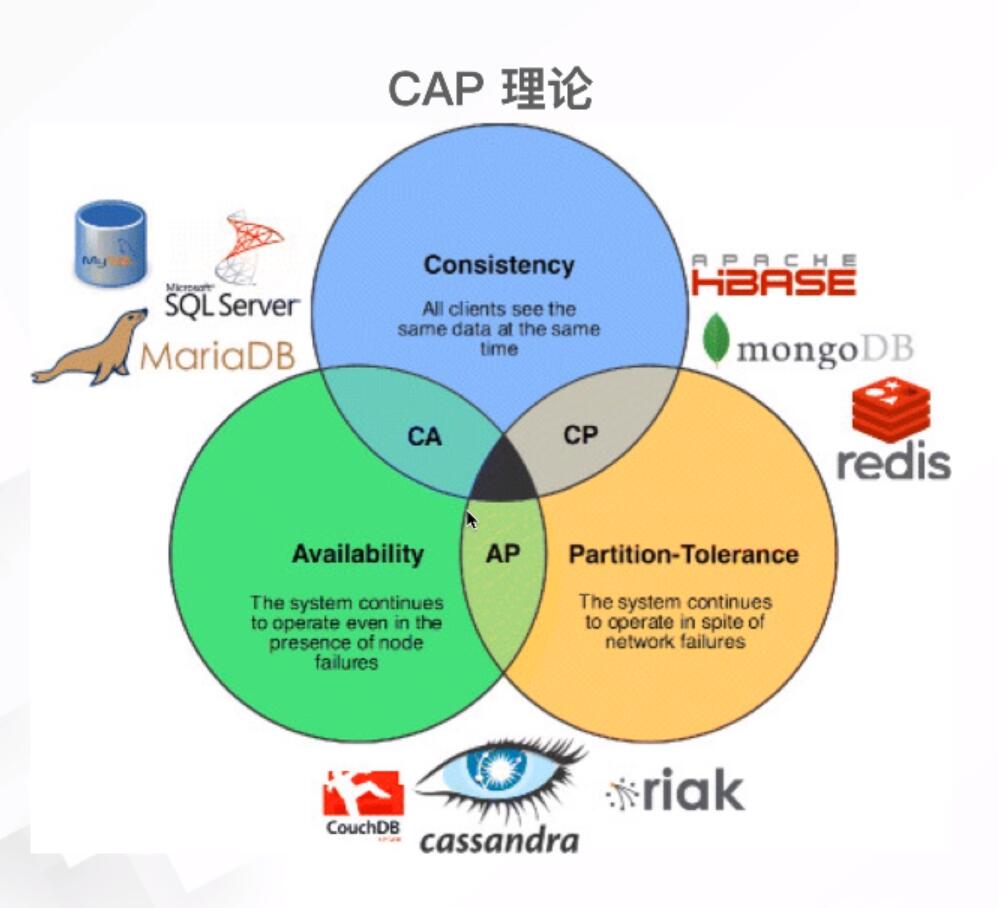 CAP 理论
Consistency
All clients see the
same data at the same
time
MySQL
Microsoft
SQL Server
MariaDB
APACHE
HBASE
mongoDB
redis
CA
CP
AP
Availability
The system continues
to operate even in the
presence of node
failures
Partition-Tolerance
The system continues
to operate in spite of
network failures
CouchDB
cassandra
riak